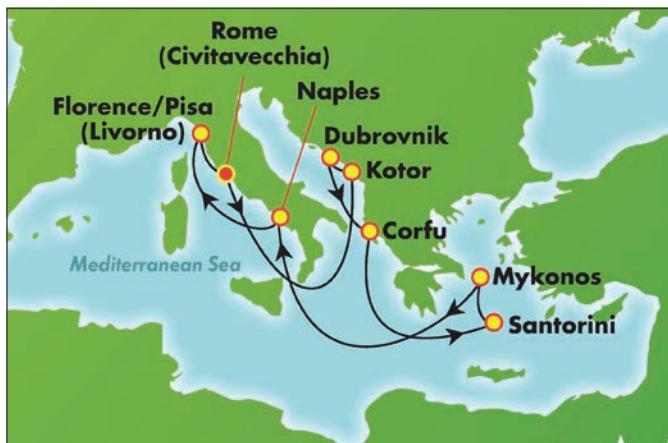 Rome
(Civitavecchia)
Naples
Florence/Pisa
(Livorno)
Dubrovnik
Kotor
Corfu
Mediterranean Sea
Mykonos
Santorini